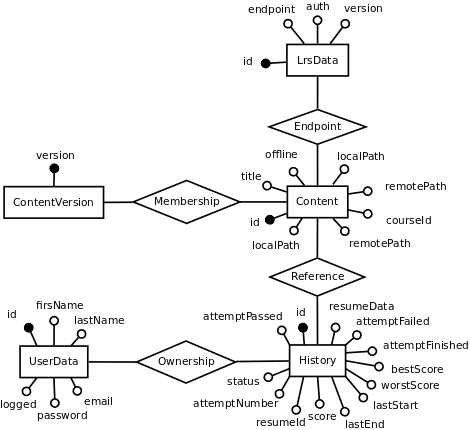 endpoint
auth
version
id
LrsData
Endpoint
offline
localPath
title
remotePath
version
ContentVersion
Membership
Content
id
courseId
localPath
remotePath
Reference
id
firsName
lastName
attemptPassed
id
resumeData
attemptFailed
attemptFinished
UserData
Ownership
History
bestScore
status
worstScore
logged
password
email
attemptNumber
lastStart
resumeId
score
lastEnd